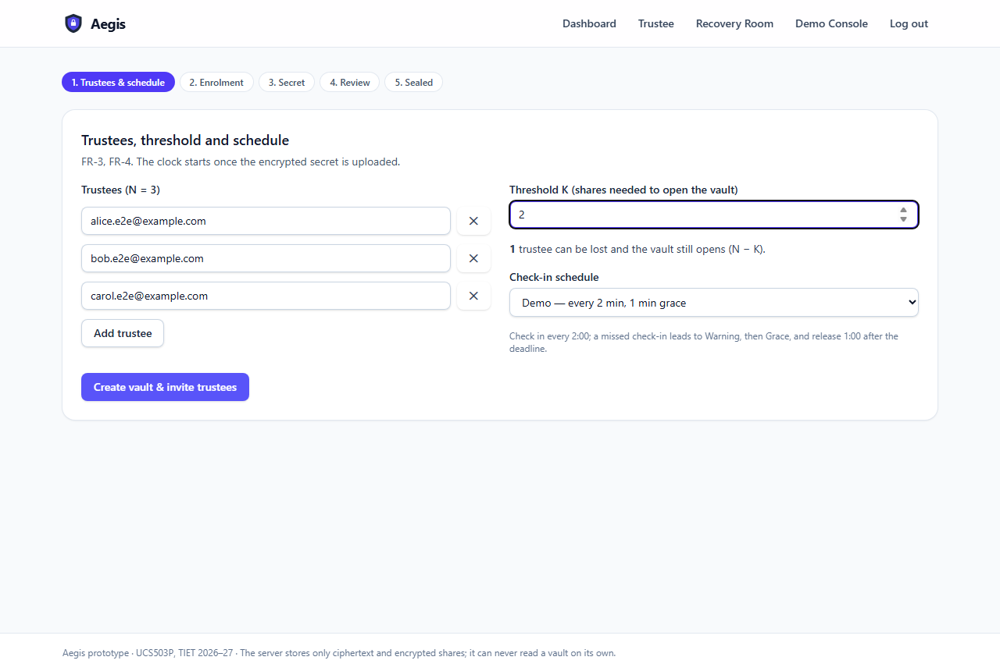 Aegis
Dashboard
Trustee
Recovery Room
Demo Console
Log out
1. Trustees & schedule
2. Enrolment
3. Secret
4. Review
5. Sealed
Trustees, threshold and schedule
FR-3, FR-4. The clock starts once the encrypted secret is uploaded.
Trustees (N = 3)
alice.e2e@example.com
bob.e2e@example.com
carol.e2e@example.com
Add trustee
Threshold K (shares needed to open the vault)
2
1 trustee can be lost and the vault still opens (N − K).
Check-in schedule
Demo — every 2 min, 1 min grace
Check in every 2:00; a missed check-in leads to Warning, then Grace, and release 1:00 after the
deadline.
Create vault & invite trustees
Aegis prototype · UCS503P, TIET 2026–27 · The server stores only ciphertext and encrypted shares; it can never read a vault on its own.